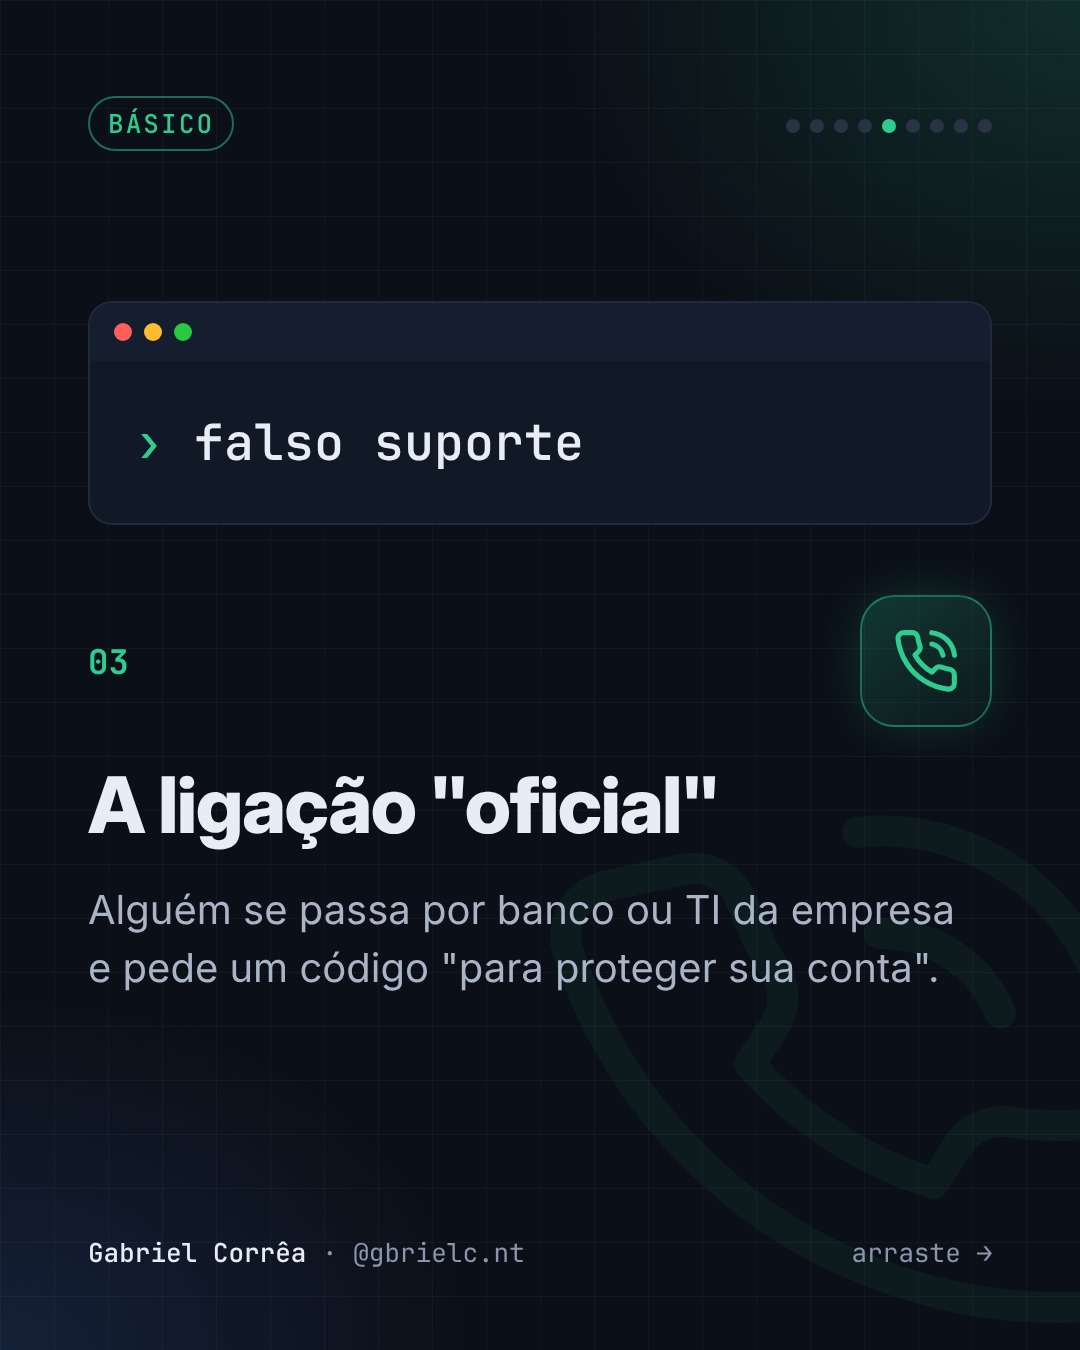 BÁSICO
› falso suporte
03
A ligação "oficial"
Alguém se passa por banco ou TI da empresa
e pede um código "para proteger sua conta".
Gabriel Corrêa · @gbrielc.nt
arraste →